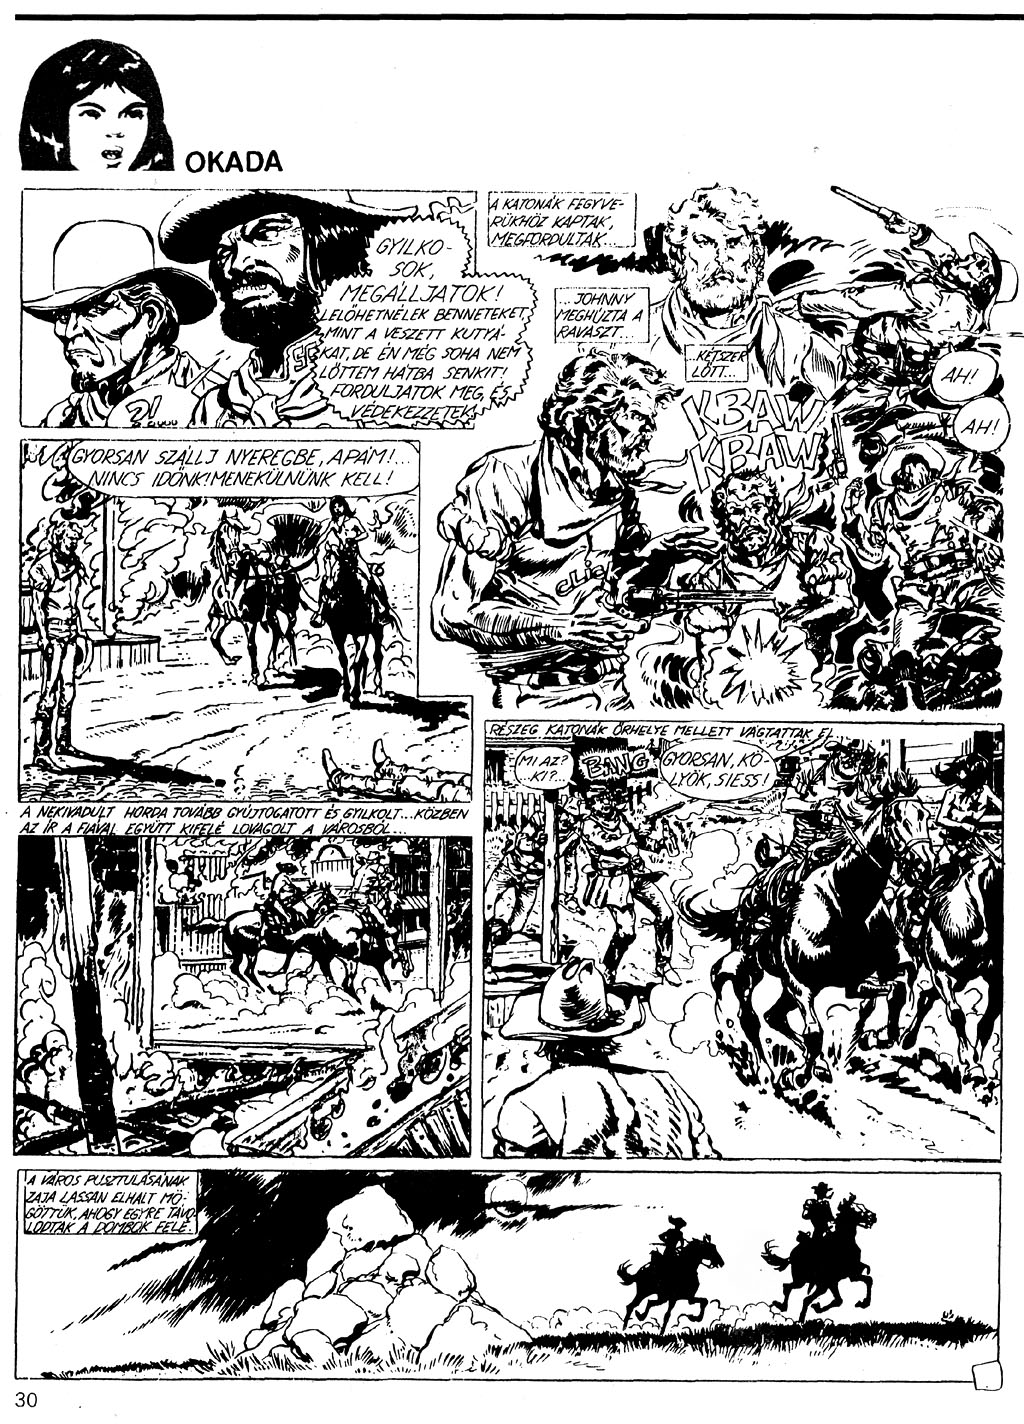 OKADA
GYILKO-
SOK,
MEGÁLLJATOK!
LELŐHETNÉLEK BENNETEKET,
MINT A VESZETT KUTYÁ-
KAT, DE ÉN MÉG SOHA NEM
LŐTTEM HÁTBA SENKIT!
FORDULJATOK MEG, ÉS
VÉDEKEZZETEK!
?!
A KATONÁK FEGYVE-
RÜKHÖZ KAPTAK,
MEGFORDULTAK...
...JOHNNY
MEGHÚZTA A
RAVASZT...
...KÉTSZER
LŐTT...
KBAW
KBAW
AH!
AH!
CLIC
GYORSAN SZÁLLJ NYEREGBE, APÁM!...
NINCS IDŐNK! MENEKÜLNÜNK KELL!
A NEKIVADULT HORDA TOVÁBB GYÚJTOGATOTT ÉS GYILKOLT...KÖZBEN
AZ ÍR A FIÁVAL EGYÜTT KIFELÉ LOVAGOLT A VÁROSBÓL...
RÉSZEG KATONÁK ŐRHELYE MELLETT VÁGTATTAK EL...
MI AZ?
..KI?..
BANG
GYORSAN, KÖ-
LYÖK, SIESS!
A VÁROS PUSZTULÁSÁNAK
ZAJA LASSAN ELHALT MÖ-
GÖTTÜK, AHOGY EGYRE TÁVO-
LODTAK A DOMBOK FELÉ.
30